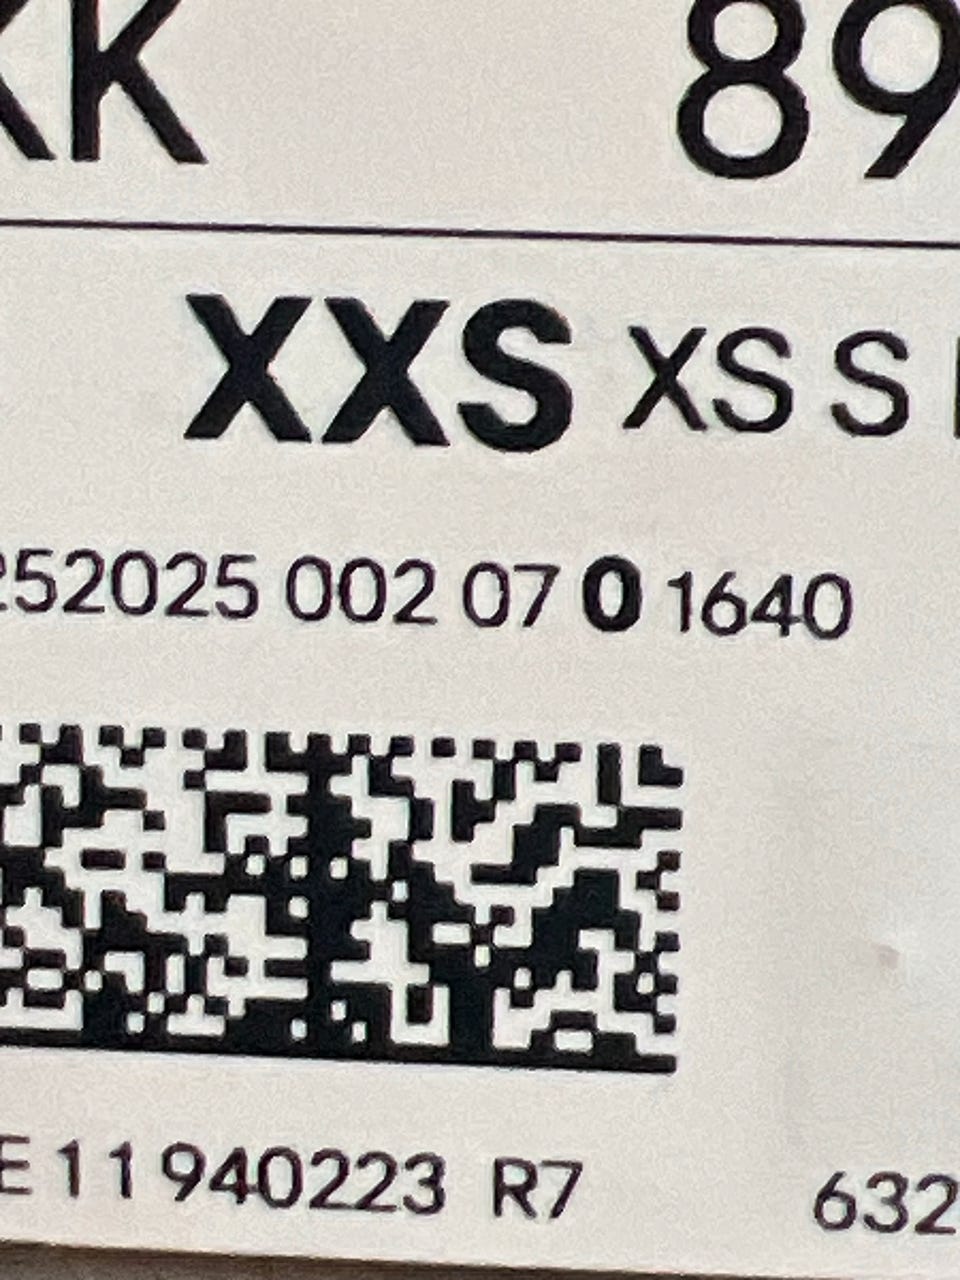 KK 89
XXS XS S
252025 002 07 0 1640
E 11 940223 R7 632